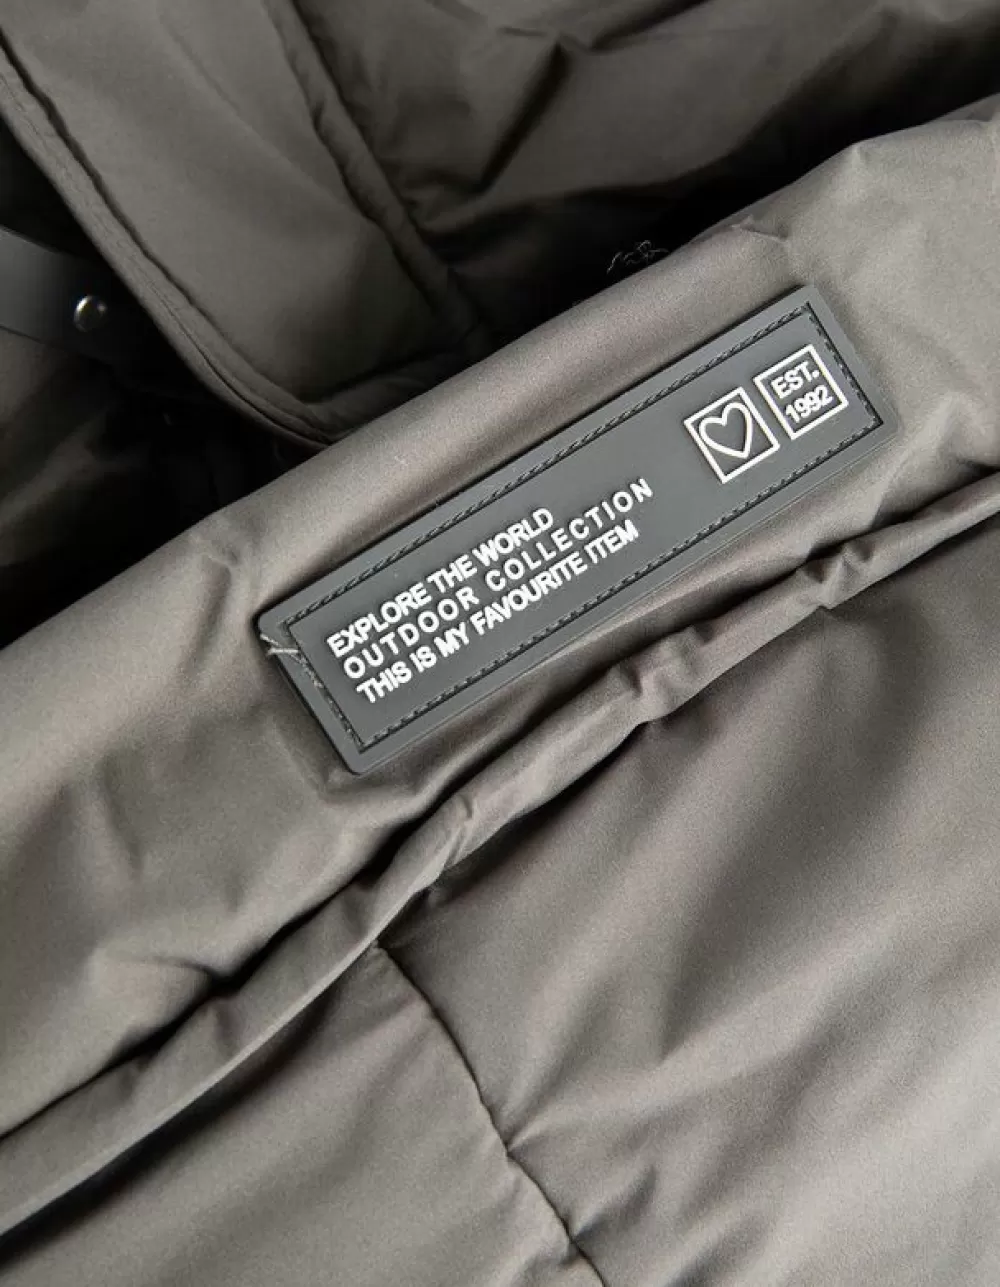 EXPLORE THE WORLD
OUTDOOR COLLECTION
THIS IS MY FAVOURITE ITEM
EST.
1992